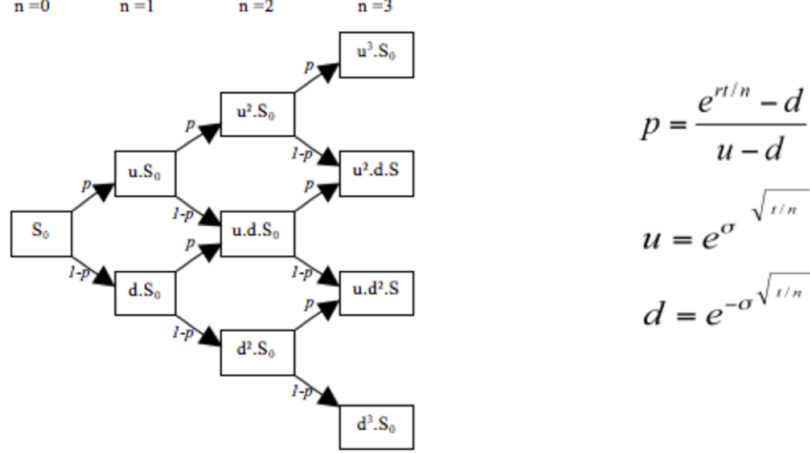 n =0 n =1 n =2 n =3
u³.S₀
p
u².S₀
p = (e^{rt/n} − d) / (u − d)
p 1-p
u.S₀ u².d.S
p p
1-p
S₀ u.d.S₀ u = e^{σ √(t/n)}
1-p p 1-p
d.S₀ u.d².S
p d = e^{−σ√(t/n)}
1-p
d².S₀
1-p
d³.S₀